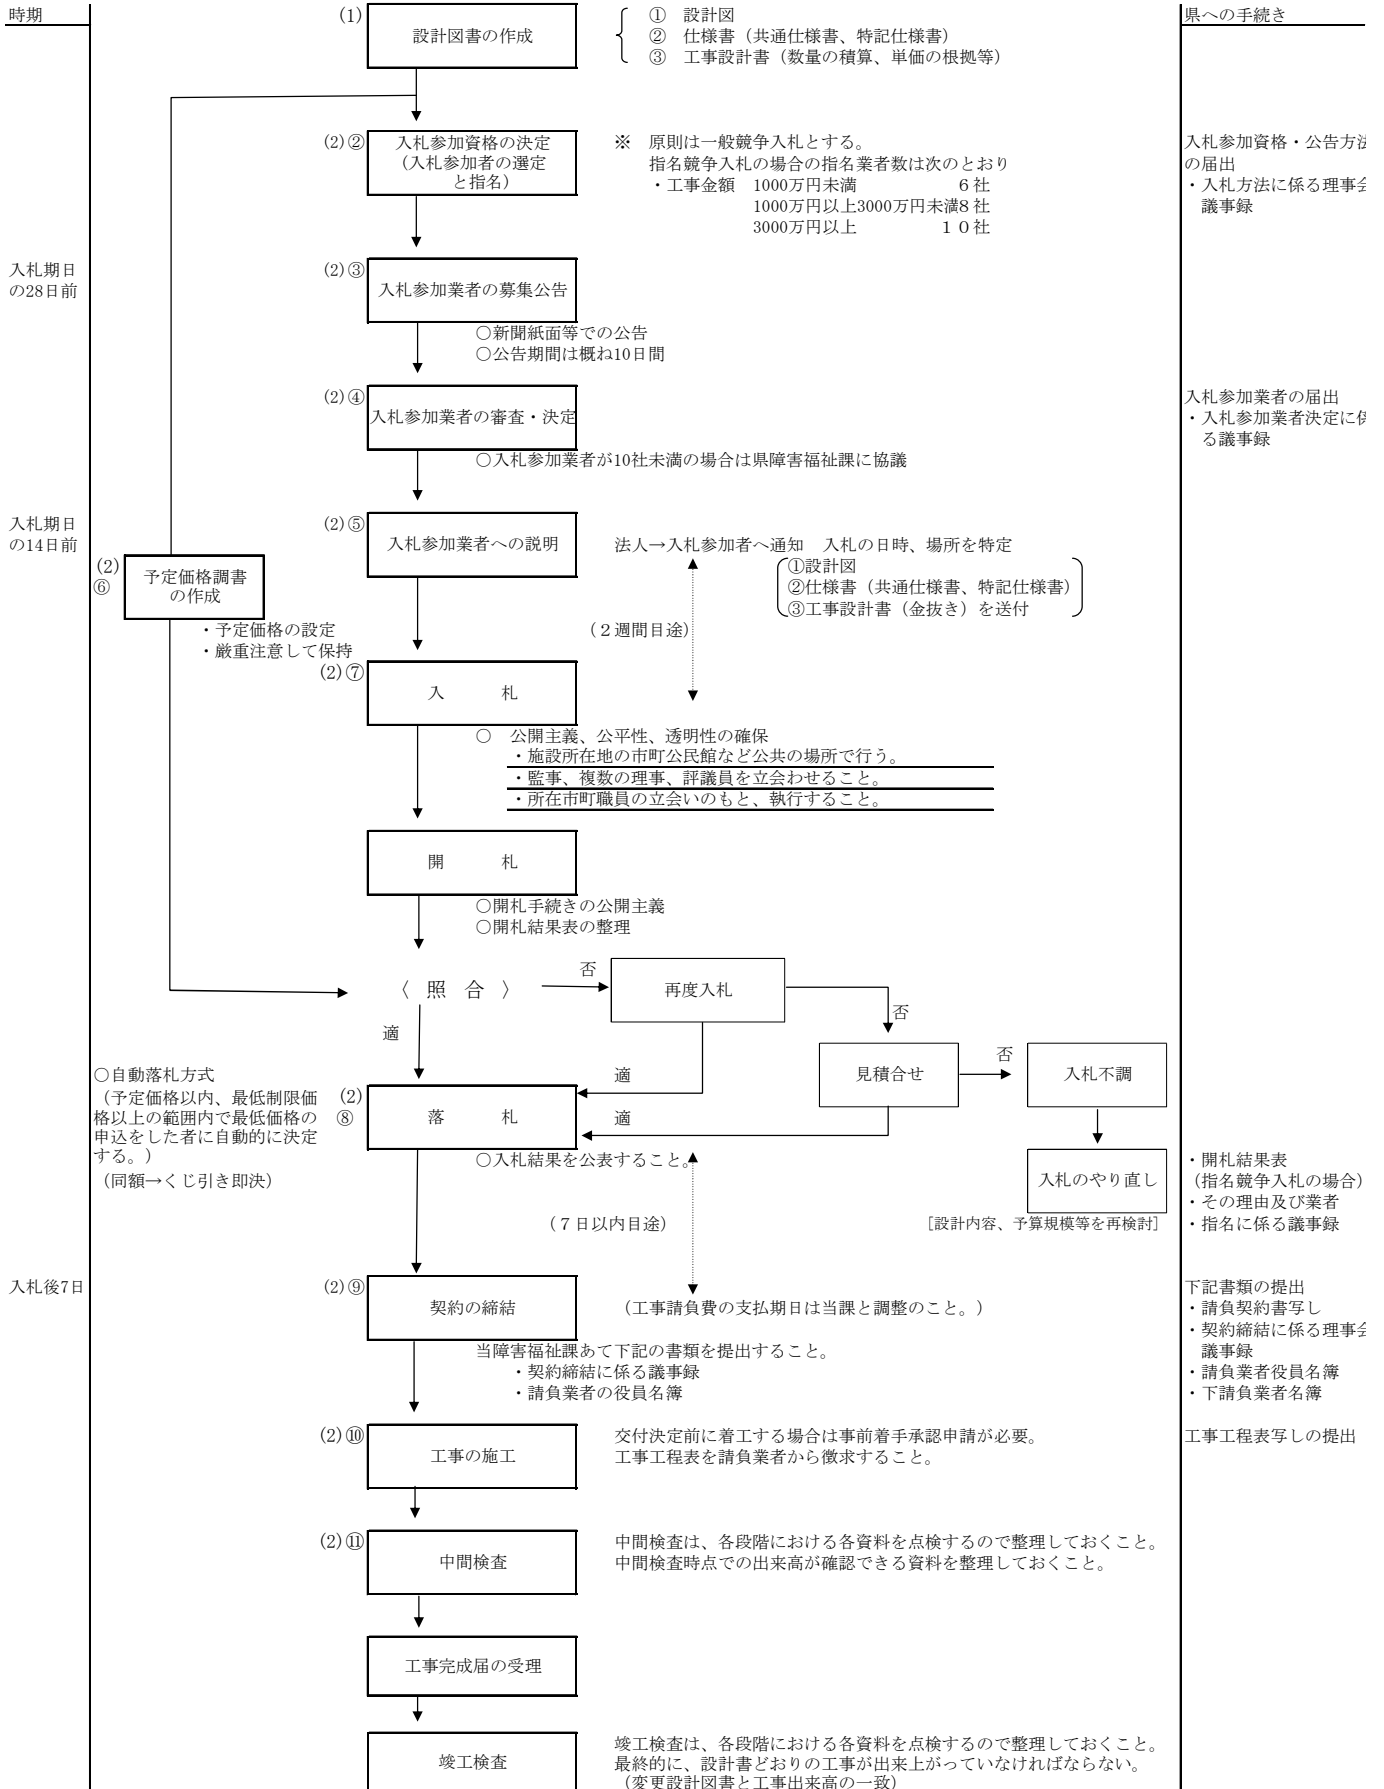 時期
県への手続き
(1)
設計図書の作成
① 設計図
② 仕様書（共通仕様書、特記仕様書）
③ 工事設計書（数量の積算、単価の根拠等）
(2)②
入札参加資格の決定
（入札参加者の選定
と指名）
※ 原則は一般競争入札とする。
指名競争入札の場合の指名業者数は次のとおり
・工事金額 1000万円未満 6社
1000万円以上3000万円未満8社
3000万円以上 10社
入札参加資格・公告方法
の届出
・入札方法に係る理事会
議事録
入札期日
の28日前
(2)③
入札参加業者の募集公告
○新聞紙面等での公告
○公告期間は概ね10日間
(2)④
入札参加業者の審査・決定
○入札参加業者が10社未満の場合は県障害福祉課に協議
入札参加業者の届出
・入札参加業者決定に係
る議事録
入札期日
の14日前
(2)⑤
入札参加業者への説明
法人→入札参加者へ通知 入札の日時、場所を特定
①設計図
②仕様書（共通仕様書、特記仕様書）
③工事設計書（金抜き）を送付
(2)
⑥
予定価格調書
の作成
・予定価格の設定
・厳重注意して保持
（２週間目途）
(2)⑦
入 札
○ 公開主義、公平性、透明性の確保
・施設所在地の市町公民館など公共の場所で行う。
・監事、複数の理事、評議員を立会わせること。
・所在市町職員の立会いのもと、執行すること。
開 札
○開札手続きの公開主義
○開札結果表の整理
〈 照 合 〉
否
再度入札
適
否
見積合せ
否
入札不調
○自動落札方式
（予定価格以内、最低制限価
格以上の範囲内で最低価格の
申込をした者に自動的に決定
する。）
（同額→くじ引き即決）
(2)
⑧
落 札
適
適
○入札結果を公表すること。
（７日以内目途）
入札のやり直し
［設計内容、予算規模等を再検討］
・開札結果表
（指名競争入札の場合）
・その理由及び業者
・指名に係る議事録
入札後7日
(2)⑨
契約の締結
（工事請負費の支払期日は当課と調整のこと。）
当障害福祉課あて下記の書類を提出すること。
・契約締結に係る議事録
・請負業者の役員名簿
下記書類の提出
・請負契約書写し
・契約締結に係る理事会
議事録
・請負業者役員名簿
・下請負業者名簿
(2)⑩
工事の施工
交付決定前に着工する場合は事前着手承認申請が必要。
工事工程表を請負業者から徴求すること。
工事工程表写しの提出
(2)⑪
中間検査
中間検査は、各段階における各資料を点検するので整理しておくこと。
中間検査時点での出来高が確認できる資料を整理しておくこと。
工事完成届の受理
竣工検査
竣工検査は、各段階における各資料を点検するので整理しておくこと。
最終的に、設計書どおりの工事が出来上がっていなければならない。
（変更設計図書と工事出来高の一致）